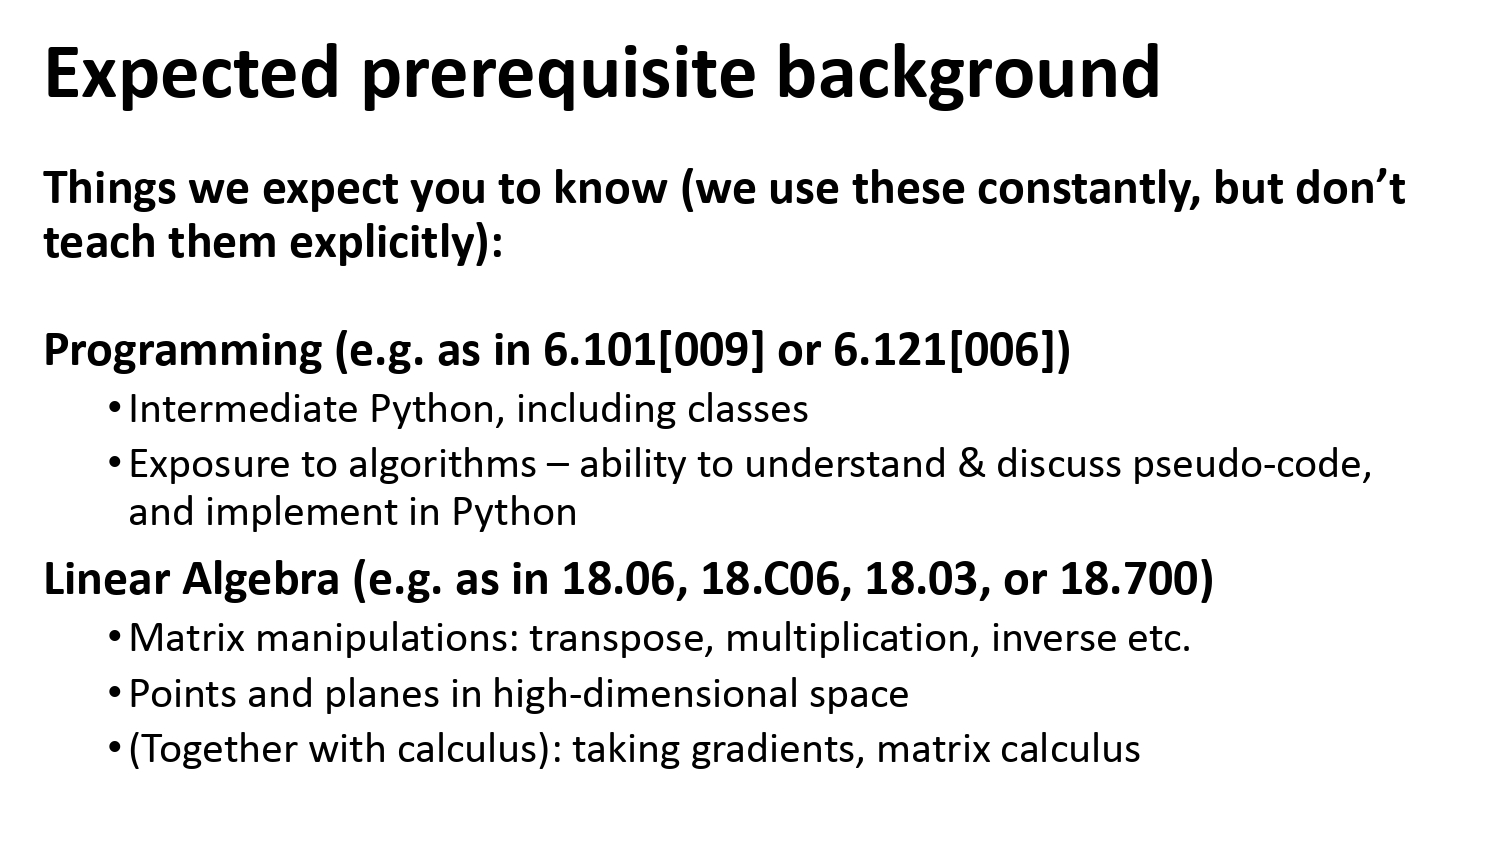 Expected prerequisite background
Things we expect you to know (we use these constantly, but don’t
teach them explicitly):
Programming (e.g. as in 6.101[009] or 6.121[006])
•Intermediate Python, including classes
•Exposure to algorithms – ability to understand & discuss pseudo-code,
and implement in Python
Linear Algebra (e.g. as in 18.06, 18.C06, 18.03, or 18.700)
•Matrix manipulations: transpose, multiplication, inverse etc.
•Points and planes in high-dimensional space
•(Together with calculus): taking gradients, matrix calculus